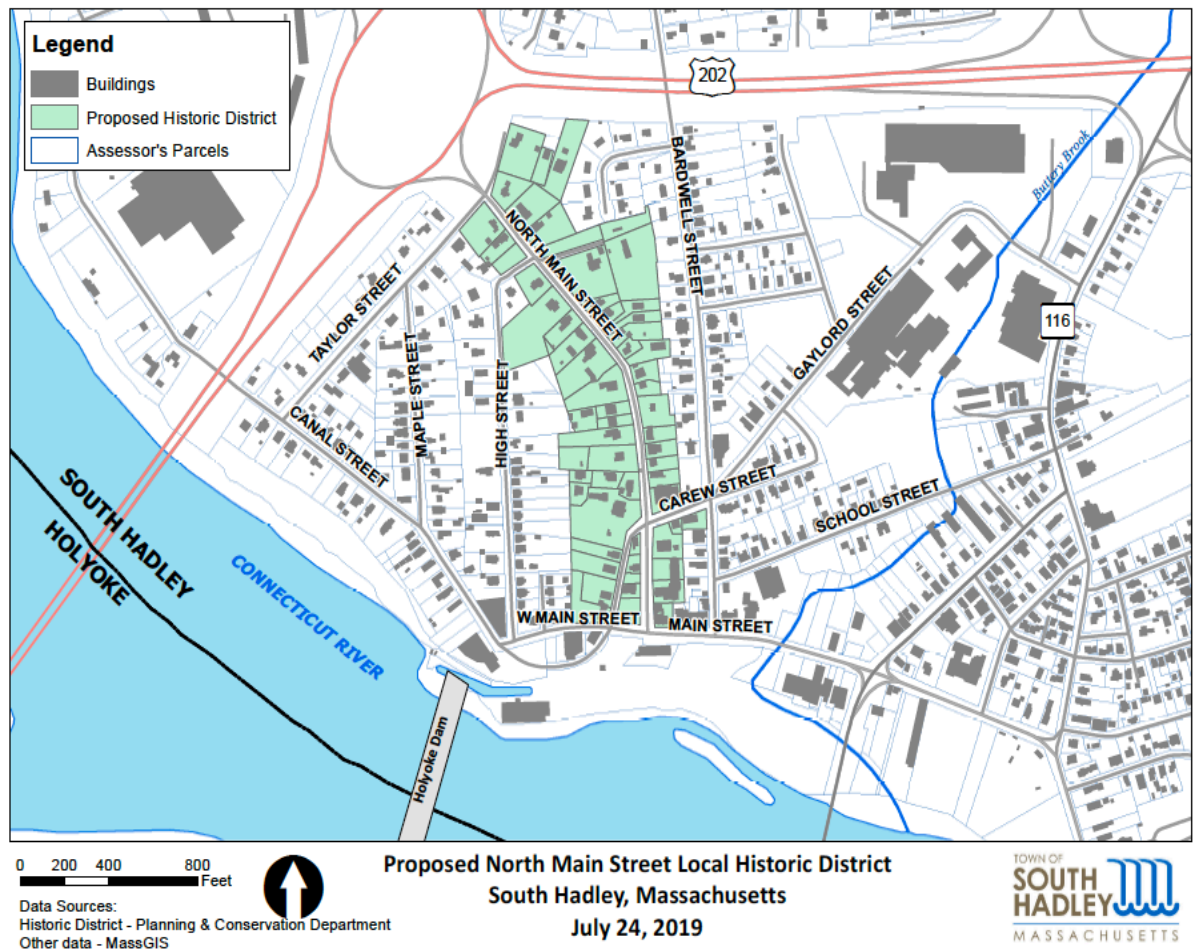 Legend
Buildings
Proposed Historic District
Assessor's Parcels
202
Buttery Brook
BARDWELL STREET
NORTH MAIN STREET
TAYLOR STREET
GAYLORD STREET
116
MAPLE STREET
HIGH STREET
CANAL STREET
CAREW STREET
SCHOOL STREET
SOUTH HADLEY
HOLYOKE
CONNECTICUT RIVER
W MAIN STREET
MAIN STREET
Holyoke Dam
0 200 400 800
Feet
Data Sources:
Historic District - Planning & Conservation Department
Other data - MassGIS
Proposed North Main Street Local Historic District
South Hadley, Massachusetts
July 24, 2019
TOWN OF
SOUTH
HADLEY
MASSACHUSETTS